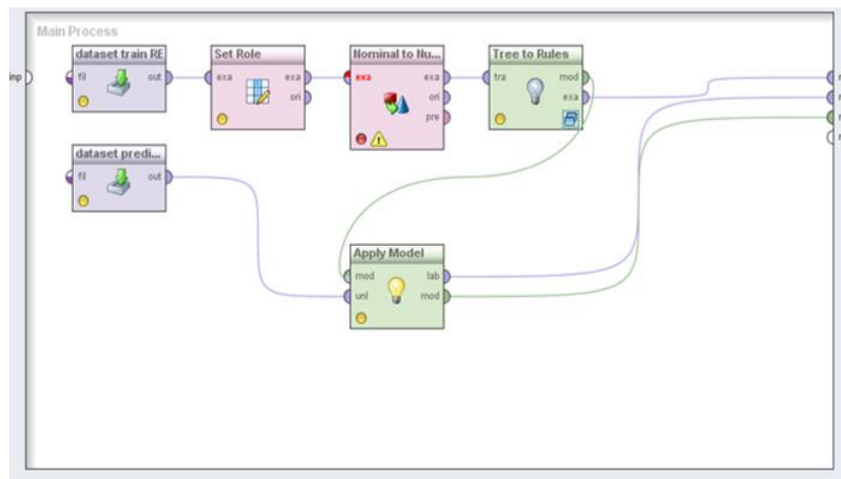 Main Process
dataset train RE
fil out
Set Role
exa exa
ori
Nominal to Nu...
exa exa
ori
pre
Tree to Rules
tra mod
exa
inp
dataset predi...
fil out
Apply Model
mod lab
unl mod